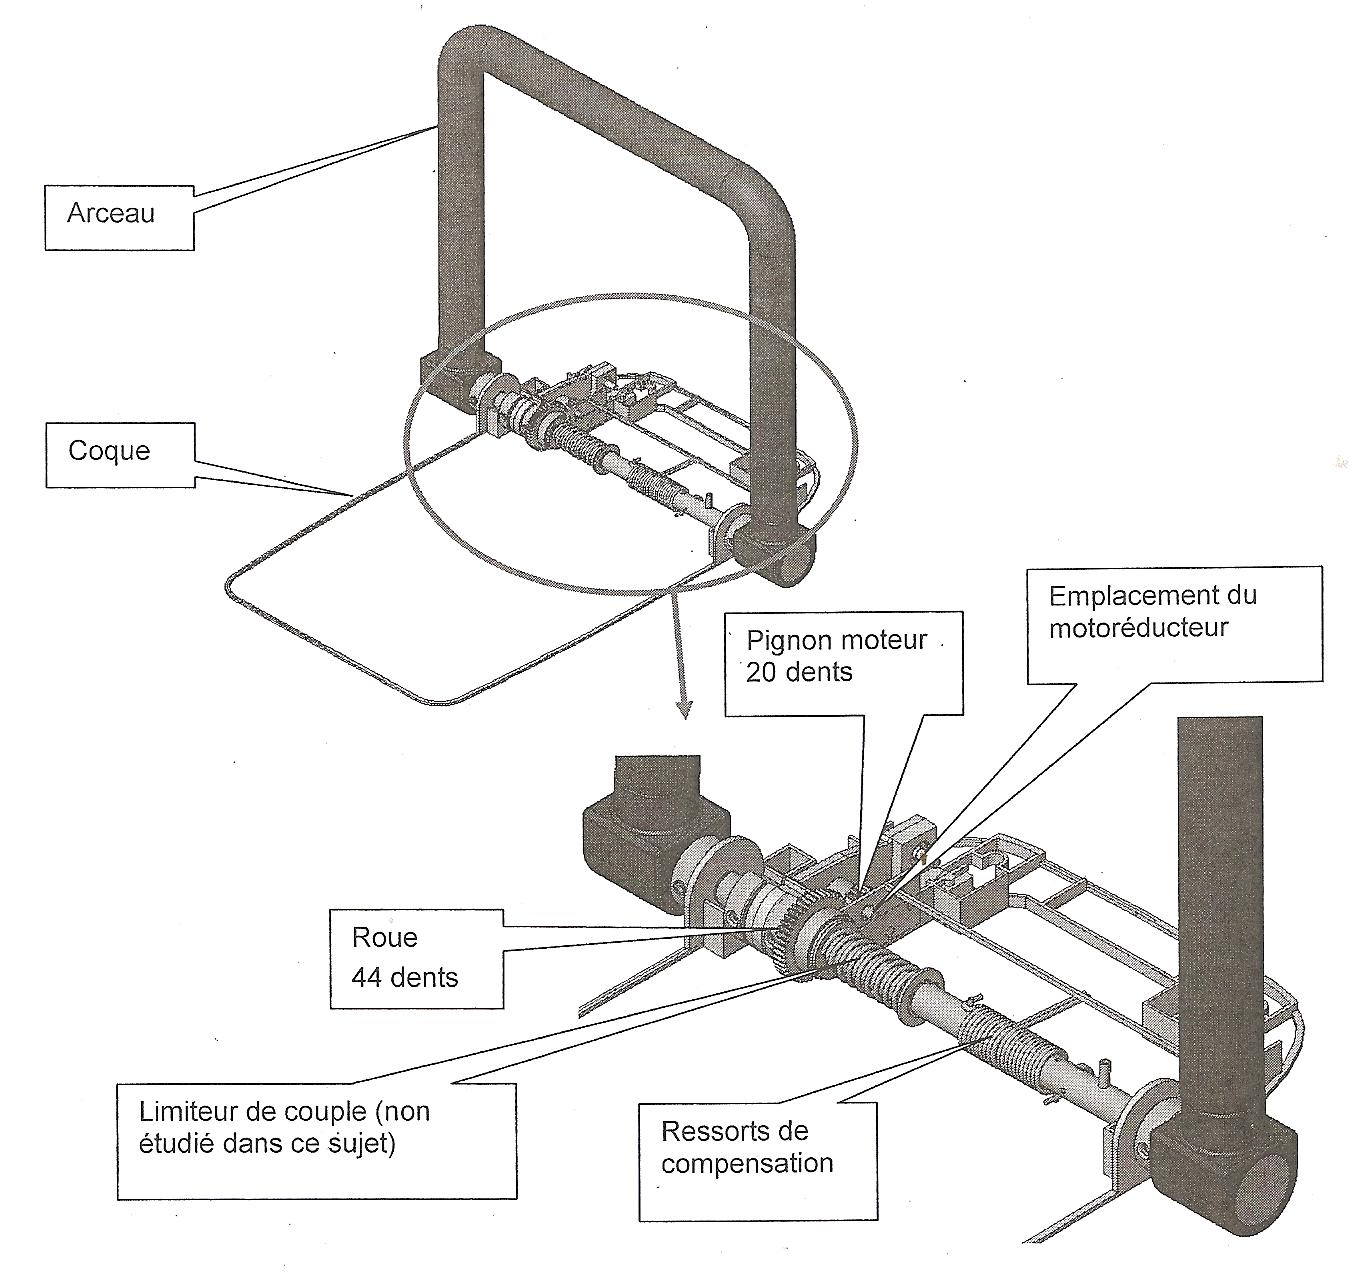 Arceau
Coque
Emplacement du
motoréducteur
Pignon moteur
20 dents
Roue
44 dents
Limiteur de couple (non
étudié dans ce sujet)
Ressorts de
compensation